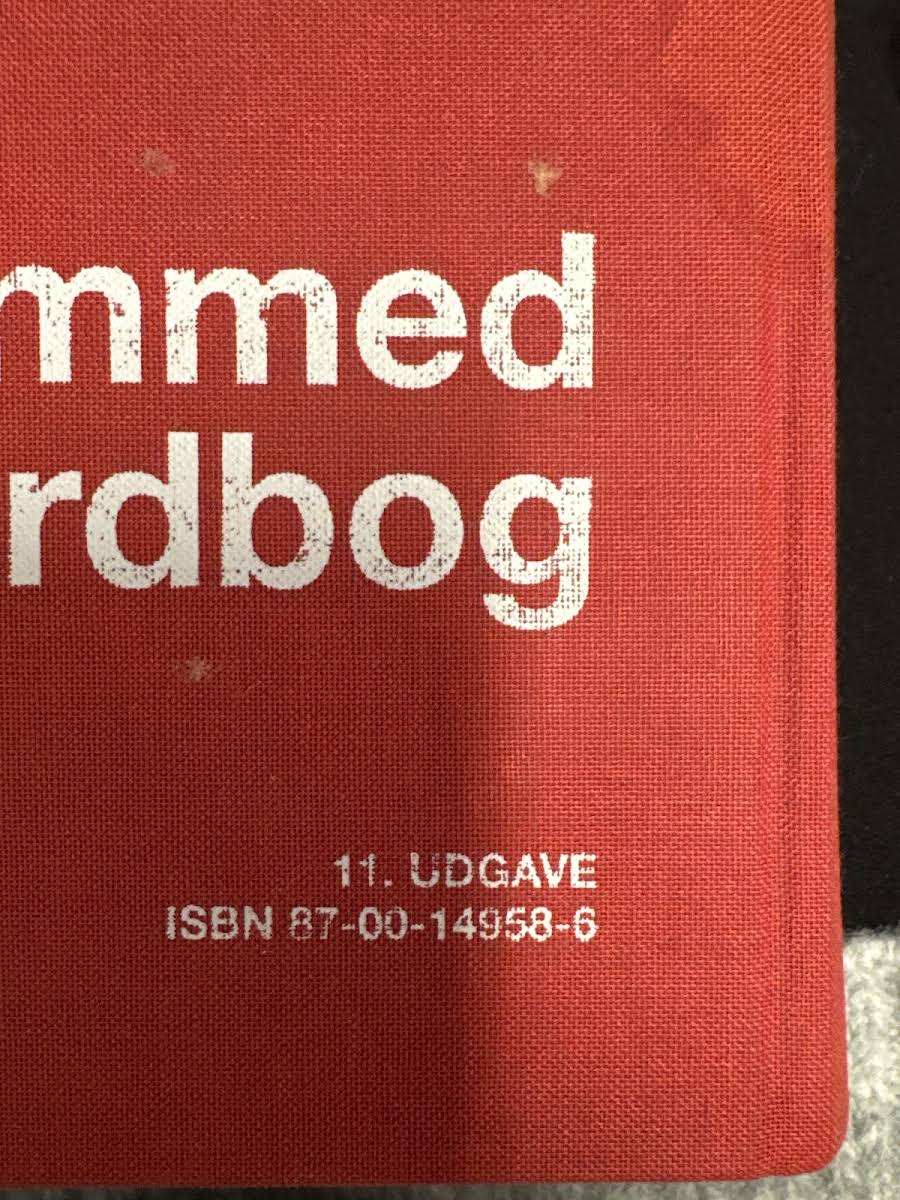 mmed
rdbog
11. UDGAVE
ISBN 87-00-14958-6